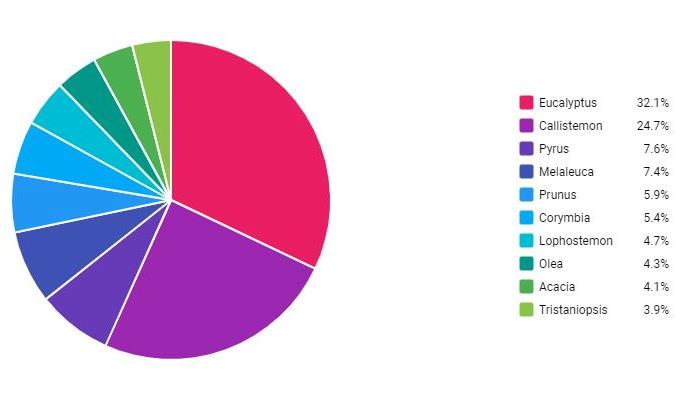 Eucalyptus 32.1%
Callistemon 24.7%
Pyrus 7.6%
Melaleuca 7.4%
Prunus 5.9%
Corymbia 5.4%
Lophostemon 4.7%
Olea 4.3%
Acacia 4.1%
Tristaniopsis 3.9%